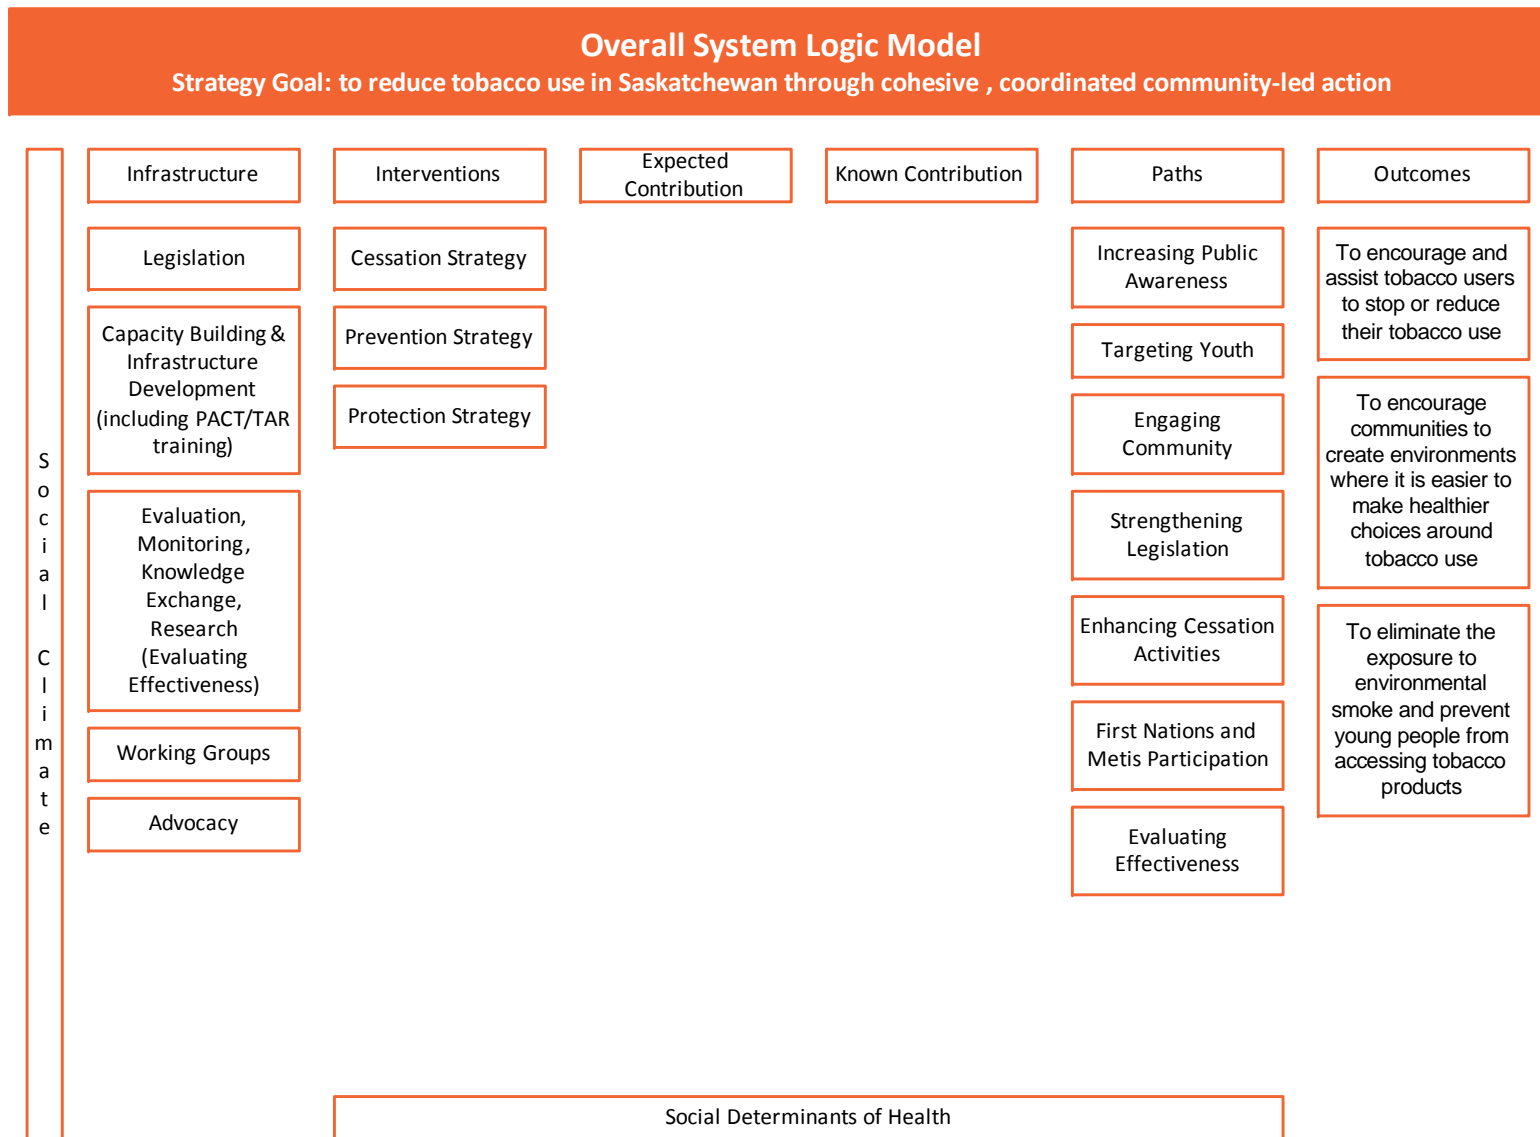 Overall System Logic Model
Strategy Goal: to reduce tobacco use in Saskatchewan through cohesive , coordinated community-led action
Social Climate
Infrastructure
Legislation
Capacity Building &
Infrastructure
Development
(including PACT/TAR
training)
Evaluation,
Monitoring,
Knowledge
Exchange,
Research
(Evaluating
Effectiveness)
Working Groups
Advocacy
Interventions
Cessation Strategy
Prevention Strategy
Protection Strategy
Expected
Contribution
Known Contribution
Paths
Increasing Public
Awareness
Targeting Youth
Engaging
Community
Strengthening
Legislation
Enhancing Cessation
Activities
First Nations and
Metis Participation
Evaluating
Effectiveness
Outcomes
To encourage and
assist tobacco users
to stop or reduce
their tobacco use
To encourage
communities to
create environments
where it is easier to
make healthier
choices around
tobacco use
To eliminate the
exposure to
environmental
smoke and prevent
young people from
accessing tobacco
products
Social Determinants of Health